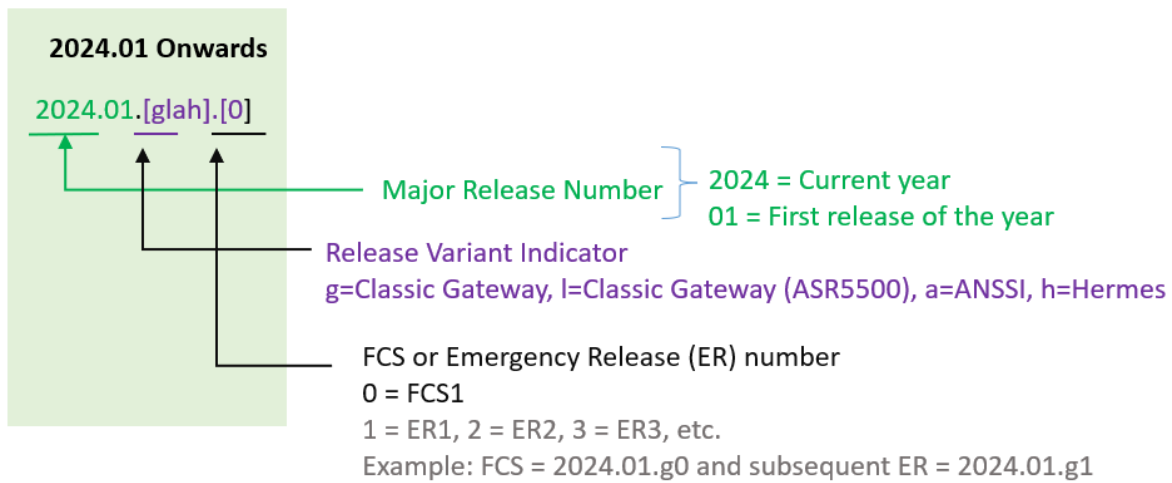 2024.01 Onwards
2024.01.[glah].[0]
Major Release Number
2024 = Current year
01 = First release of the year
Release Variant Indicator
g=Classic Gateway, l=Classic Gateway (ASR5500), a=ANSSI, h=Hermes
FCS or Emergency Release (ER) number
0 = FCS1
1 = ER1, 2 = ER2, 3 = ER3, etc.
Example: FCS = 2024.01.g0 and subsequent ER = 2024.01.g1